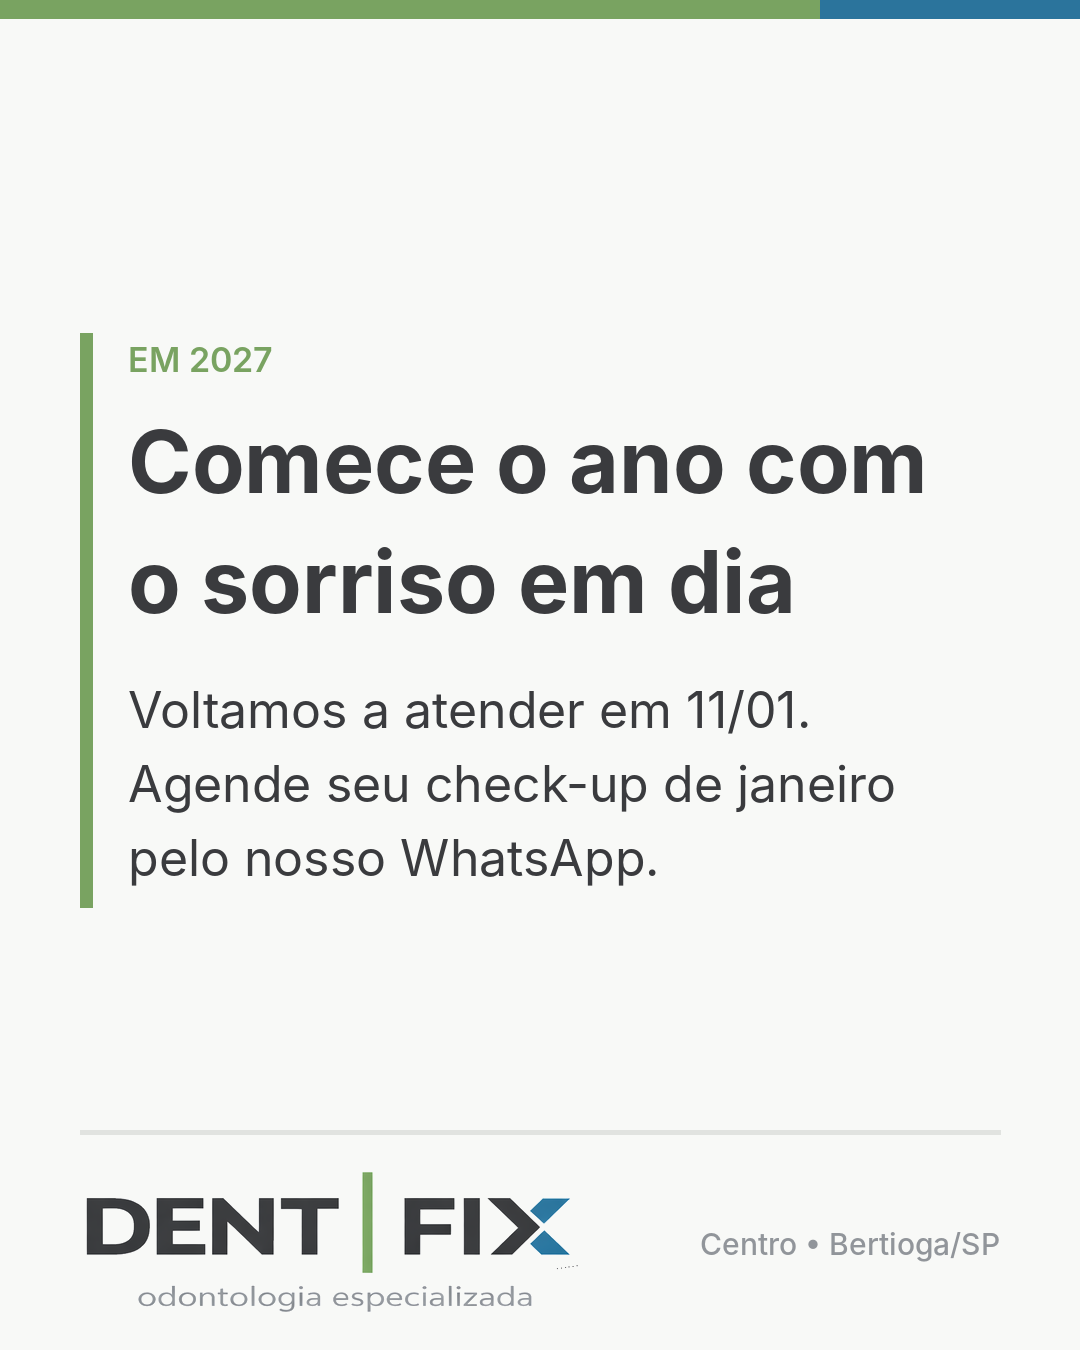 EM 2027
Comece o ano com
o sorriso em dia
Voltamos a atender em 11/01.
Agende seu check-up de janeiro
pelo nosso WhatsApp.
DENT | FIX
odontologia especializada
Centro • Bertioga/SP